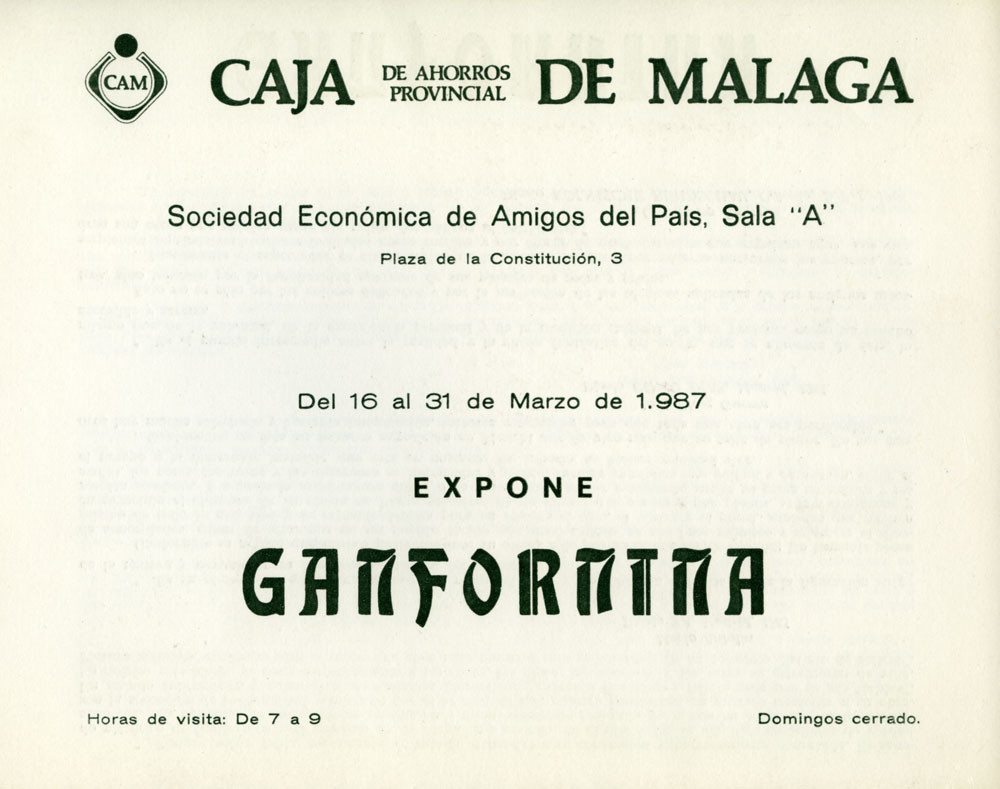 CAM
CAJA DE AHORROS PROVINCIAL DE MALAGA
Sociedad Económica de Amigos del País, Sala "A"
Plaza de la Constitución, 3
Del 16 al 31 de Marzo de 1.987
EXPONE
GANFORNINA
Horas de visita: De 7 a 9
Domingos cerrado.